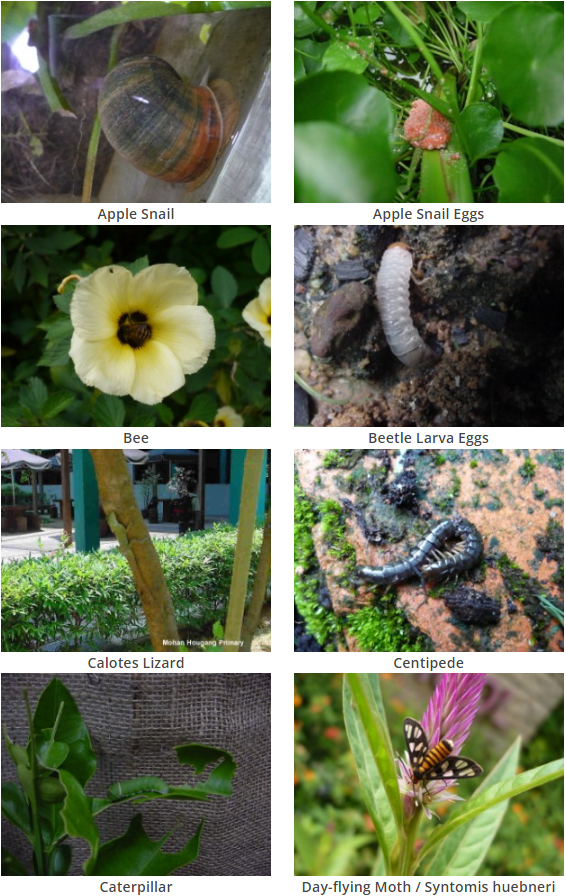 Apple Snail
Apple Snail Eggs
Bee
Beetle Larva Eggs
Mohan Hougang Primary
Calotes Lizard
Centipede
Caterpillar
Day-flying Moth / Syntomis huebneri